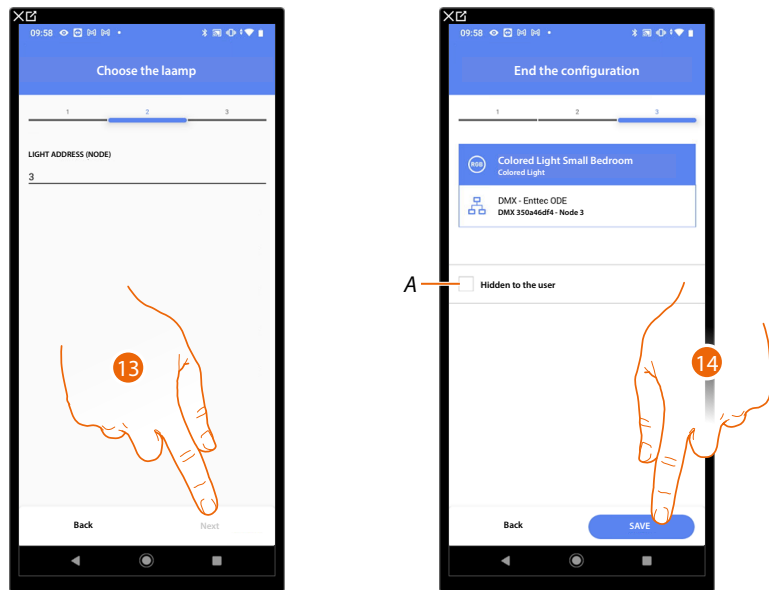 09:58
Choose the laamp
1 2 3
LIGHT ADDRESS (NODE)
3
13
Back Next
09:58
End the configuration
1 2 3
RGB
Colored Light Small Bedroom
Colored Light
DMX - Enttec ODE
DMX 350a46df4 - Node 3
A
Hidden to the user
14
Back SAVE